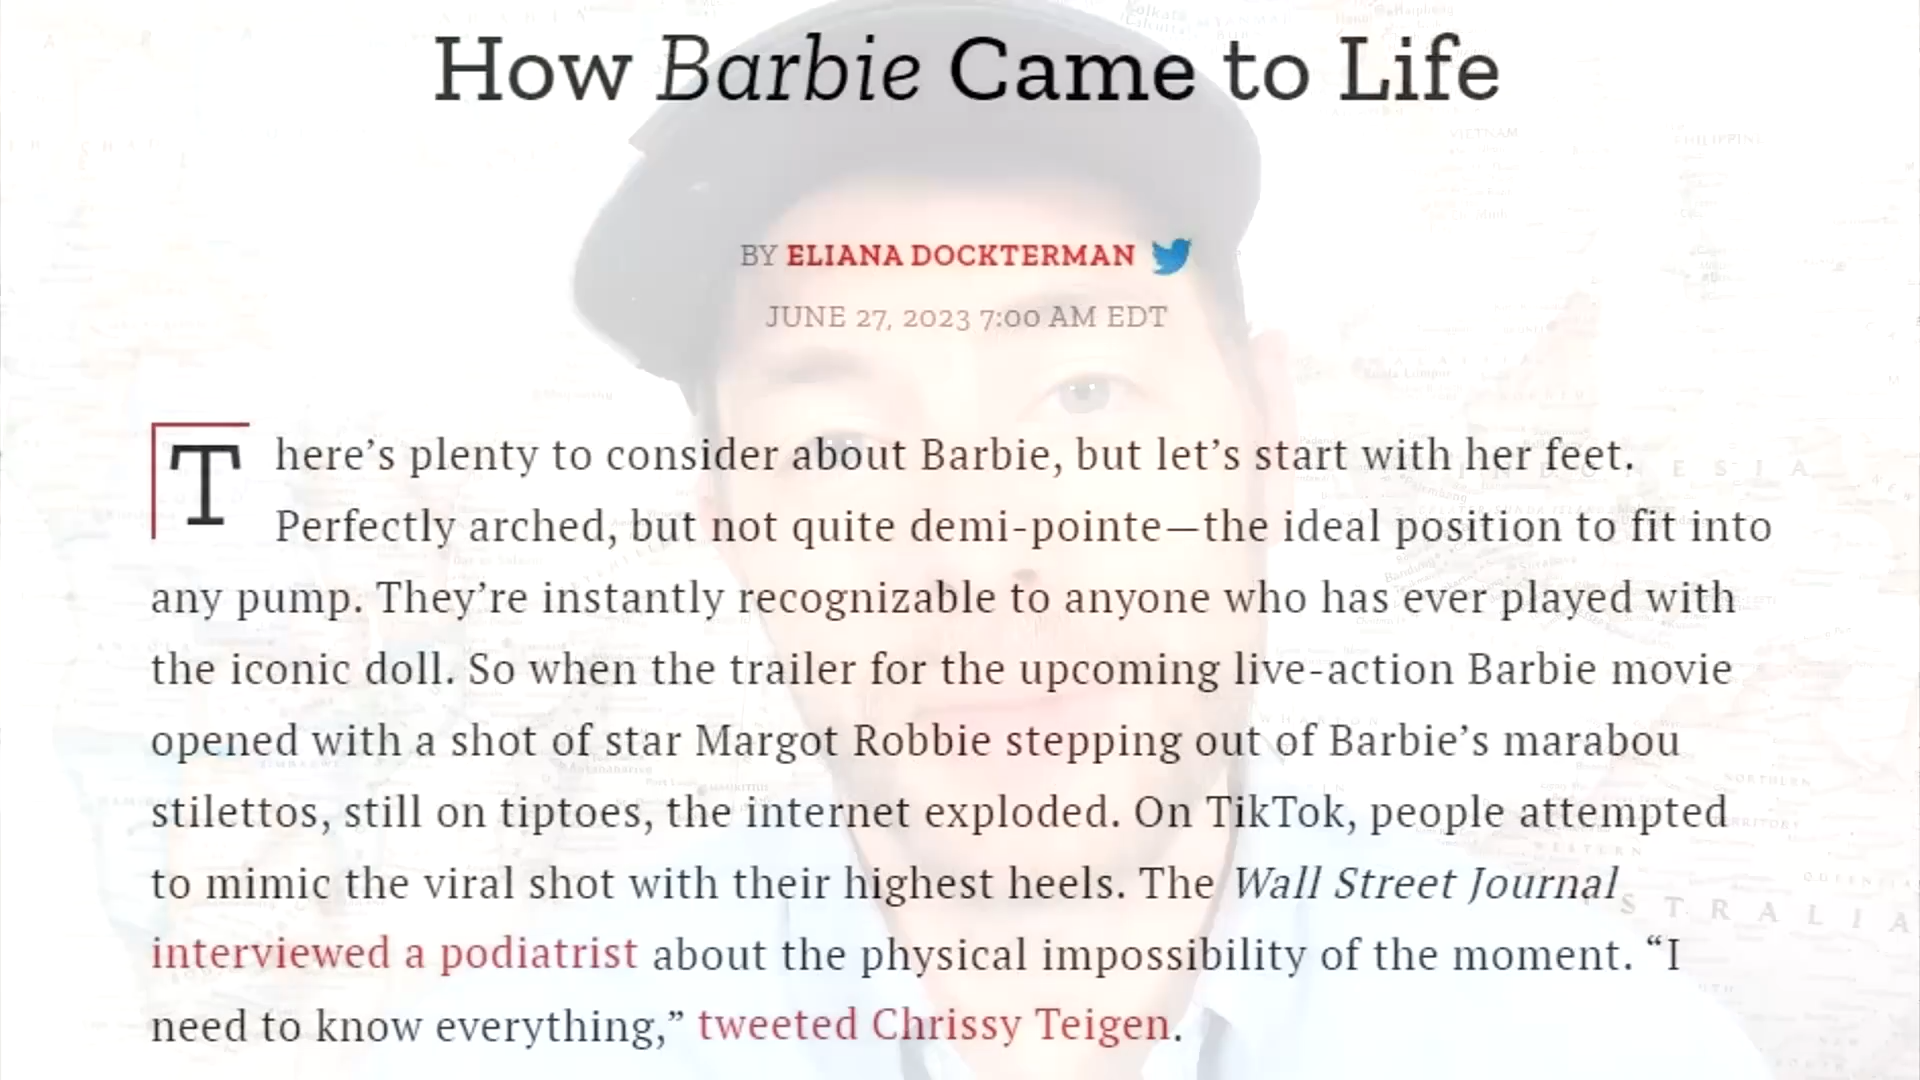 How Barbie Came to Life
BY ELIANA DOCKTERMAN
JUNE 27, 2023 7:00 AM EDT
There’s plenty to consider about Barbie, but let’s start with her feet.
Perfectly arched, but not quite demi-pointe—the ideal position to fit into
any pump. They’re instantly recognizable to anyone who has ever played with
the iconic doll. So when the trailer for the upcoming live-action Barbie movie
opened with a shot of star Margot Robbie stepping out of Barbie’s marabou
stilettos, still on tiptoes, the internet exploded. On TikTok, people attempted
to mimic the viral shot with their highest heels. The Wall Street Journal
interviewed a podiatrist about the physical impossibility of the moment. “I
need to know everything,” tweeted Chrissy Teigen.
VIETNAM
Kuala Lumpur